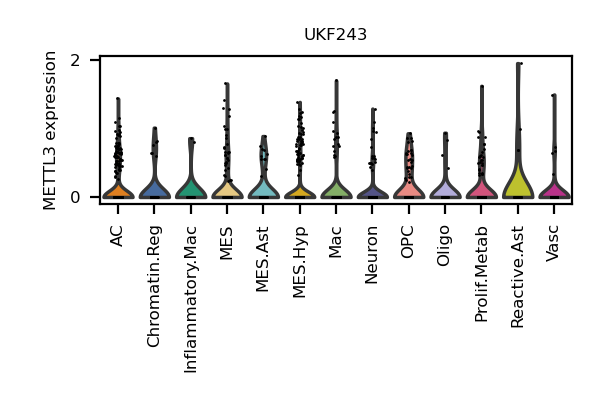 UKF243
METTL3 expression
2
0
AC
Chromatin.Reg
Inflammatory.Mac
MES
MES.Ast
MES.Hyp
Mac
Neuron
OPC
Oligo
Prolif.Metab
Reactive.Ast
Vasc